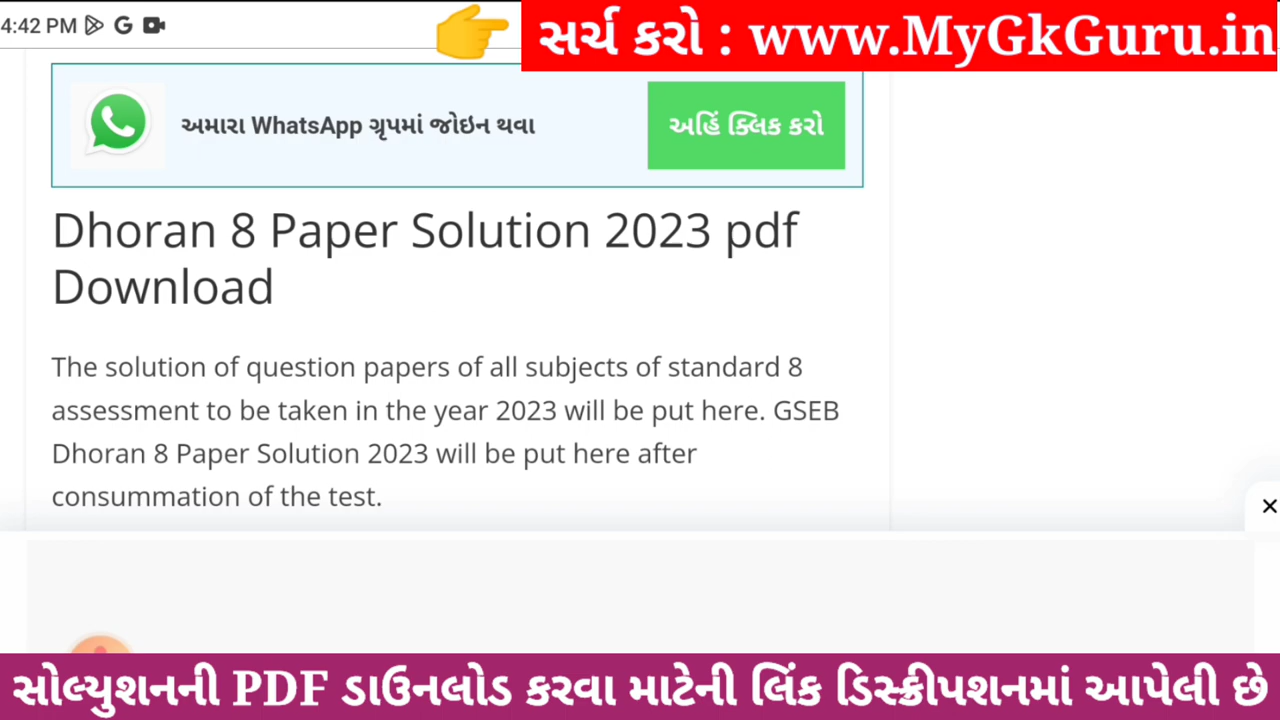 4:42 PM
સર્ચ કરો : www.MyGkGuru.in
અમારા WhatsApp ગ્રૃપમાં જોઇન થવા
અહિં ક્લિક કરો
Dhoran 8 Paper Solution 2023 pdf
Download
The solution of question papers of all subjects of standard 8
assessment to be taken in the year 2023 will be put here. GSEB
Dhoran 8 Paper Solution 2023 will be put here after
consummation of the test.
સોલ્યુશનની PDF ડાઉનલોડ કરવા માટેની લિંક ડિસ્ક્રીપશનમાં આપેલી છે